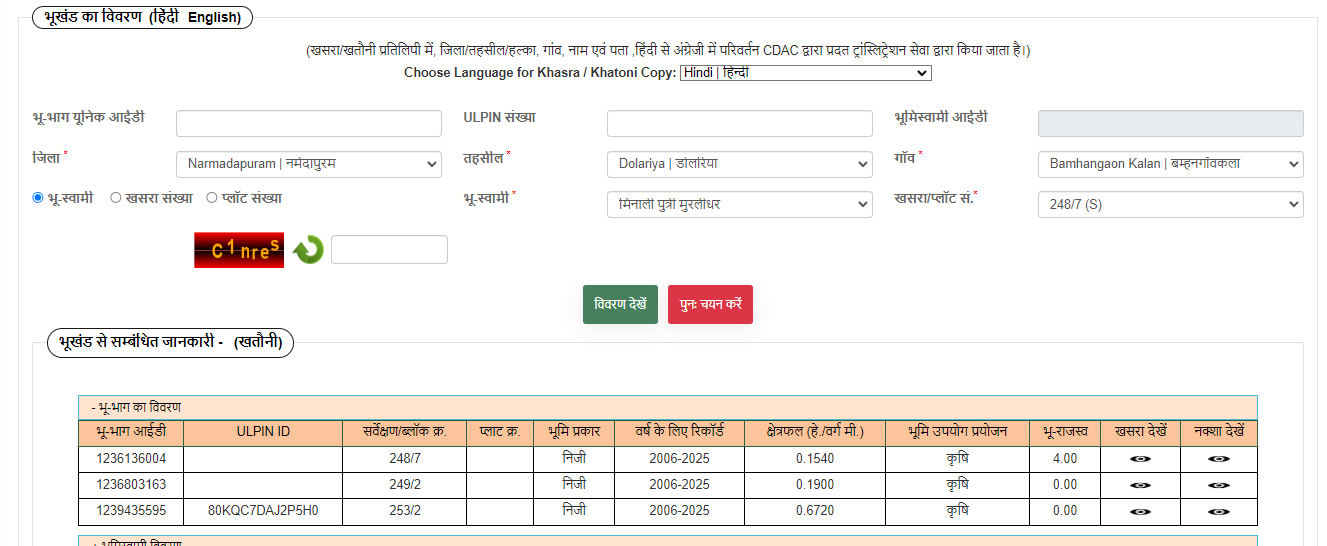 भूखंड का विवरण (हिंदी English)
(खसरा/खतौनी प्रतिलिपी में, जिला/तहसील/हल्का, गांव, नाम एवं पता ,हिंदी से अंग्रेजी में परिवर्तन CDAC द्वारा प्रदत ट्रांस्लिट्रेशन सेवा द्वारा किया जाता है।)
Choose Language for Khasra / Khatoni Copy: Hindi | हिन्दी
भू-भाग यूनिक आईडी ULPIN संख्या भूमिस्वामी आईडी
जिला * Narmadapuram | नर्मदापुरम तहसील * Dolariya | डोलरिया गाँव * Bamhangaon Kalan | बम्हनगाँवकला
भू-स्वामी खसरा संख्या प्लॉट संख्या भू-स्वामी * मिनाली पुत्री मुरलीधर खसरा/प्लॉट सं.* 248/7 (S)
C1nres
विवरण देखें पुनः चयन करें
भूखंड से सम्बंधित जानकारी - (खतौनी)
- भू-भाग का विवरण
भू-भाग आईडी ULPIN ID सर्वेक्षण/ब्लॉक क्र. प्लाट क्र. भूमि प्रकार वर्ष के लिए रिकॉर्ड क्षेत्रफल (हे./वर्ग मी.) भूमि उपयोग प्रयोजन भू-राजस्व खसरा देखें नक्शा देखें
1236136004 248/7 निजी 2006-2025 0.1540 कृषि 4.00
1236803163 249/2 निजी 2006-2025 0.1900 कृषि 0.00
1239435595 80KQC7DAJ2P5H0 253/2 निजी 2006-2025 0.6720 कृषि 0.00